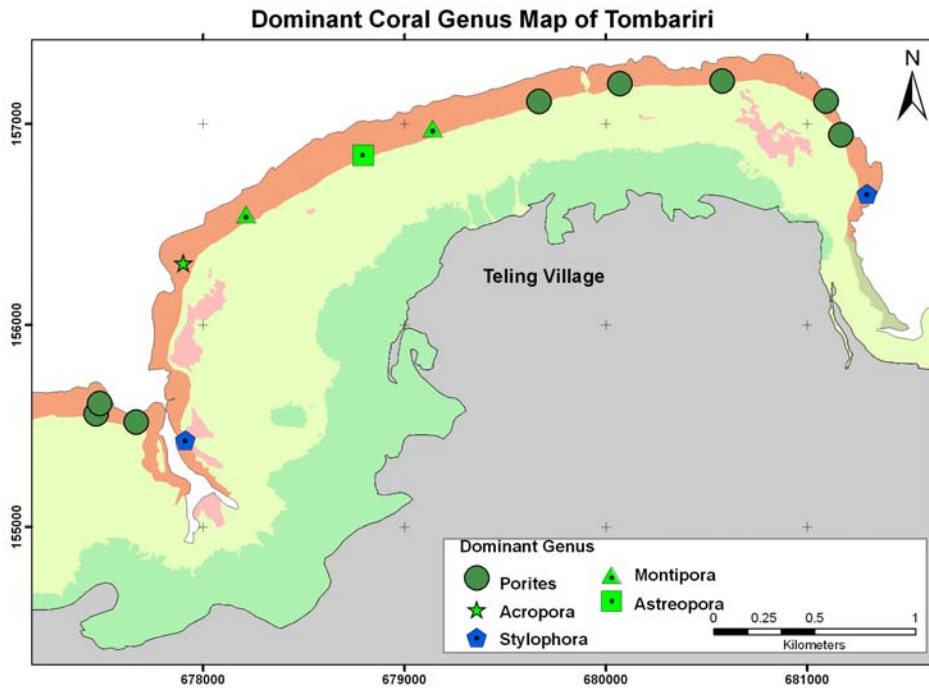 Dominant Coral Genus Map of Tombariri
N
157000
156000
155000
Teling Village
Dominant Genus
Porites
Acropora
Stylophora
Montipora
Astreopora
0 0.25 0.5 1
Kilometers
678000 679000 680000 681000